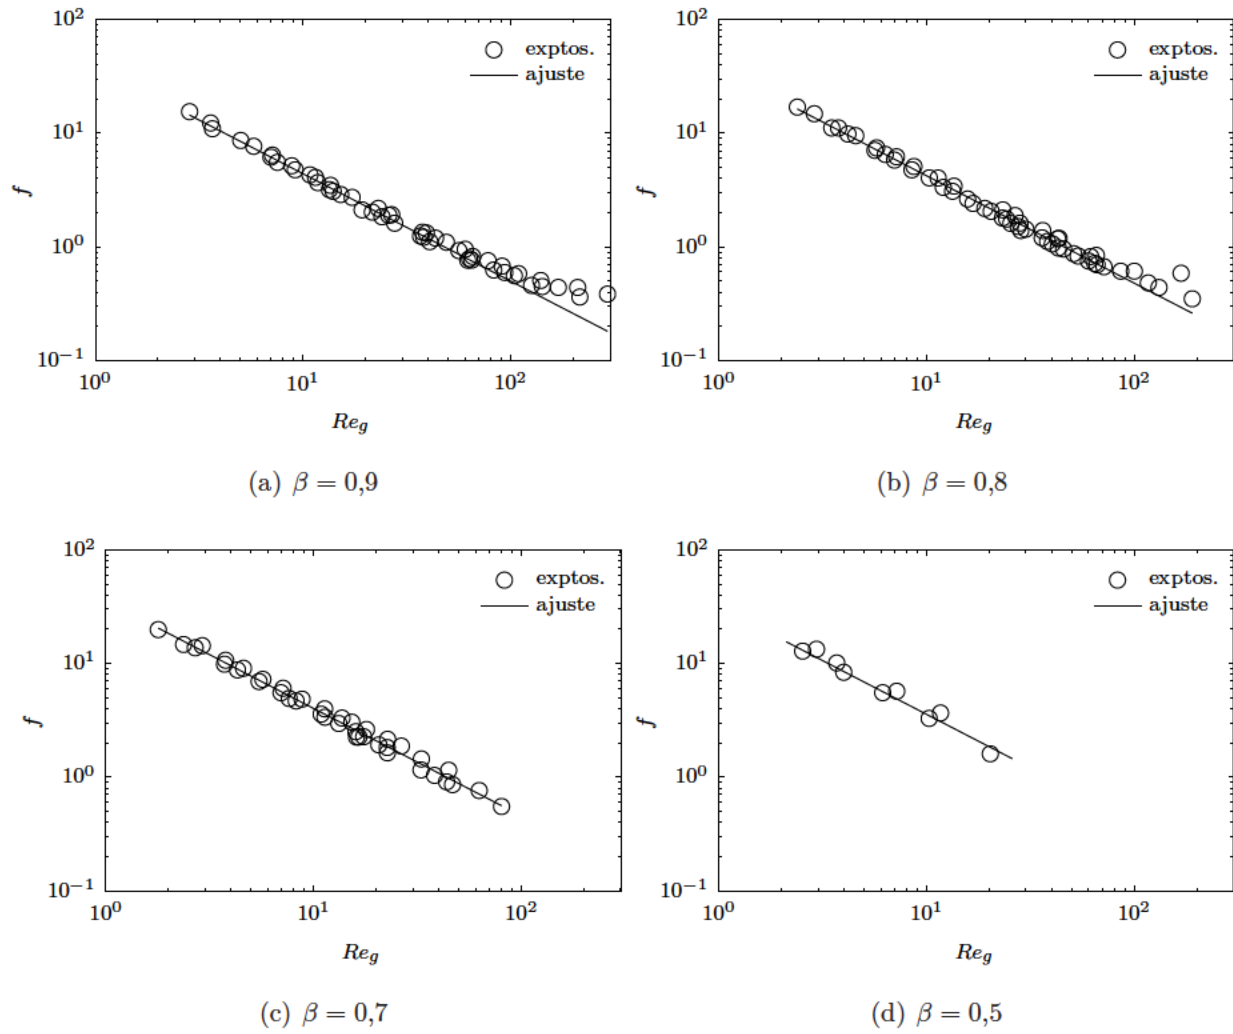 10²
10¹
10⁰
10⁻¹
f
exptos.
ajuste
10⁰
10¹
10²
Re_g
(a) β = 0,9
10²
10¹
10⁰
10⁻¹
f
exptos.
ajuste
10⁰
10¹
10²
Re_g
(b) β = 0,8
10²
10¹
10⁰
10⁻¹
f
exptos.
ajuste
10⁰
10¹
10²
Re_g
(c) β = 0,7
10²
10¹
10⁰
10⁻¹
f
exptos.
ajuste
10⁰
10¹
10²
Re_g
(d) β = 0,5